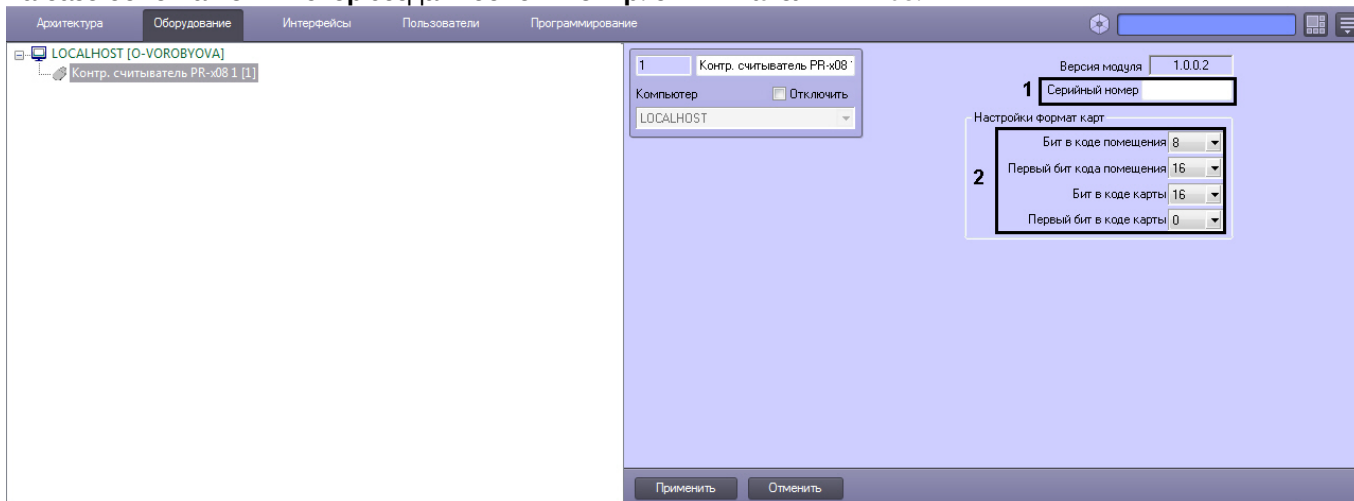 Архитектура Оборудование Интерфейсы Пользователи Программирование
LOCALHOST [O-VOROBYOVA]
Контр. считыватель PR-x08 1 [1]
1 Контр. считыватель PR-x08
Компьютер Отключить
LOCALHOST
Версия модуля 1.0.0.2
1 Серийный номер
Настройки формат карт
2
Бит в коде помещения 8
Первый бит кода помещения 16
Бит в коде карты 16
Первый бит в коде карты 0
Применить Отменить